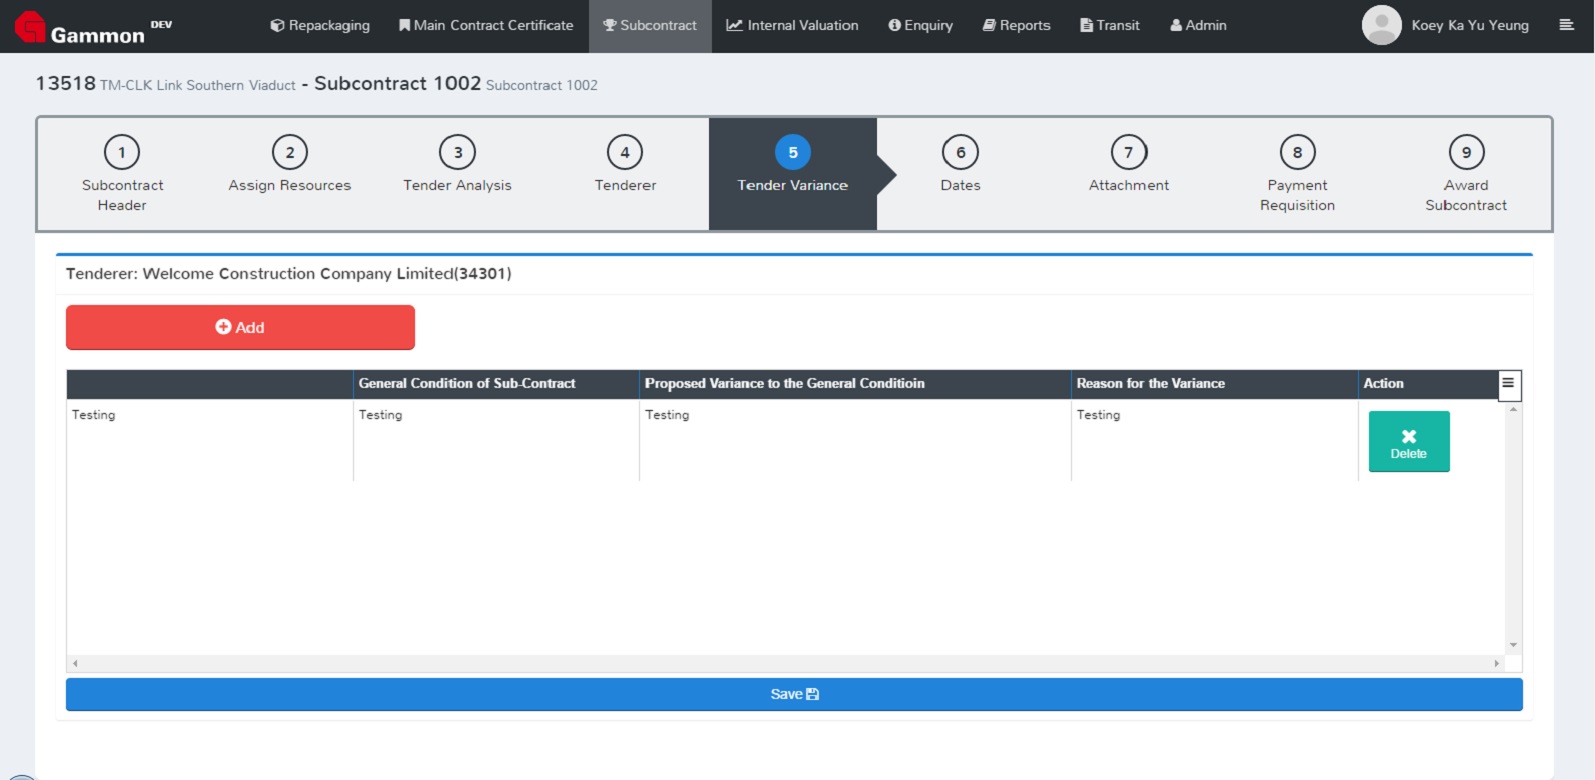 Gammon DEV Repackaging Main Contract Certificate Subcontract Internal Valuation Enquiry Reports Transit Admin Koey Ka Yu Yeung
13518 TM-CLK Link Southern Viaduct - Subcontract 1002 Subcontract 1002
1 2 3 4 5 6 7 8 9
Subcontract Assign Resources Tender Analysis Tenderer Tender Variance Dates Attachment Payment Award
Header Requisition Subcontract
Tenderer: Welcome Construction Company Limited(34301)
Add
General Condition of Sub-Contract Proposed Variance to the General Conditioin Reason for the Variance Action
Testing Testing Testing Testing
Delete
Save